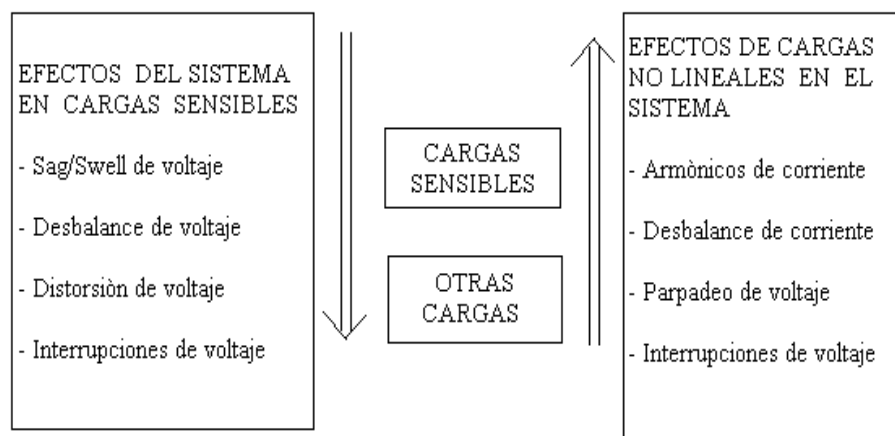 EFECTOS DEL SISTEMA
EN CARGAS SENSIBLES
- Sag/Swell de voltaje
- Desbalance de voltaje
- Distorsiòn de voltaje
- Interrupciones de voltaje
CARGAS
SENSIBLES
OTRAS
CARGAS
EFECTOS DE CARGAS
NO LINEALES EN EL
SISTEMA
- Armònicos de corriente
- Desbalance de corriente
- Parpadeo de voltaje
- Interrupciones de voltaje